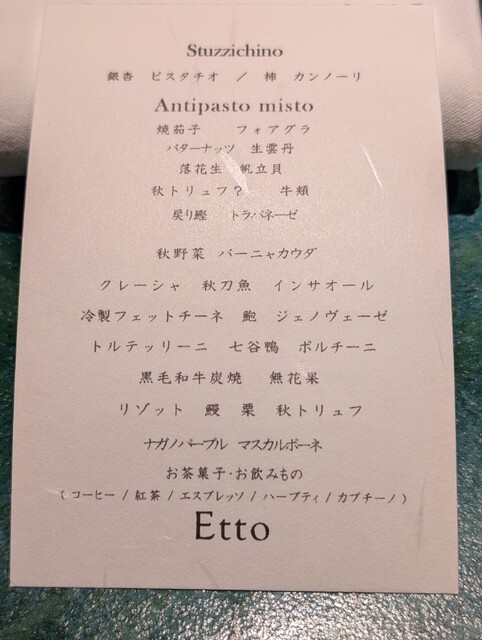 Stuzzichino
銀杏 ピスタチオ / 柿 カンノーリ
Antipasto misto
焼茄子 フォアグラ
バターナッツ 生雲丹
落花生 帆立貝
秋トリュフ? 牛頬
戻り鰹 トラパネーゼ
秋野菜 バーニャカウダ
クレーシャ 秋刀魚 インサオール
冷製フェットチーネ 鮑 ジェノヴェーゼ
トルテッリーニ 七谷鴨 ポルチーニ
黒毛和牛炭焼 無花果
リゾット 鰻 栗 秋トリュフ
ナガノパープル マスカルポーネ
お茶菓子・お飲みもの
( コーヒー / 紅茶 / エスプレッソ / ハーブティ / カプチーノ )
Etto